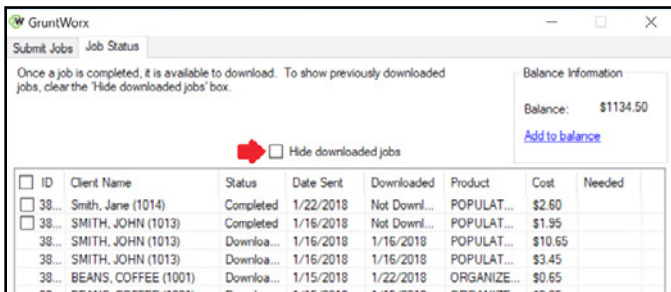 GruntWorx
Submit Jobs Job Status
Once a job is completed, it is available to download. To show previously downloaded
jobs, clear the 'Hide downloaded jobs' box.
Balance Information
Balance: $1134.50
Add to balance
Hide downloaded jobs
ID Client Name Status Date Sent Downloaded Product Cost Needed
38... Smith, Jane (1014) Completed 1/22/2018 Not Downl... POPULAT... $2.60
38... SMITH, JOHN (1013) Completed 1/16/2018 Not Downl... POPULAT... $1.95
38... SMITH, JOHN (1013) Downloa... 1/16/2018 1/16/2018 POPULAT... $10.65
38... SMITH, JOHN (1013) Downloa... 1/16/2018 1/16/2018 POPULAT... $3.45
38... BEANS, COFFEE (1001) Downloa... 1/15/2018 1/22/2018 ORGANIZE... $0.65